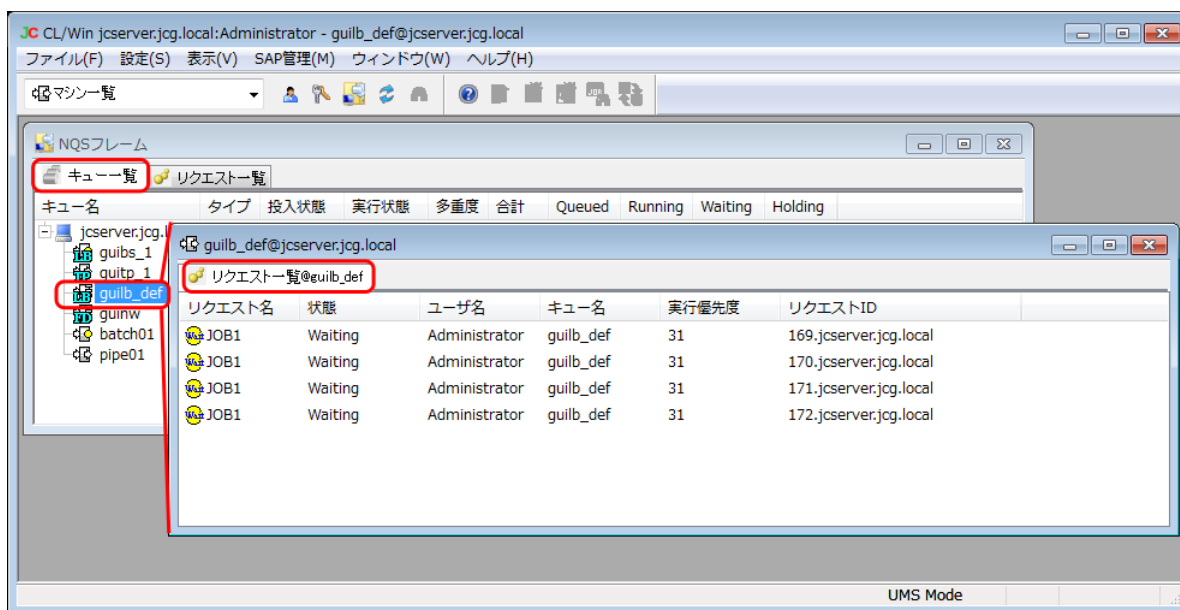 JC CL/Win jcserver.jcg.local:Administrator - guilb_def@jcserver.jcg.local
ファイル(F) 設定(S) 表示(V) SAP管理(M) ウィンドウ(W) ヘルプ(H)
マシン一覧
NQSフレーム
キュー一覧 リクエスト一覧
キュー名 タイプ 投入状態 実行状態 多重度 合計 Queued Running Waiting Holding
jcserver.jcg.l
guibs_1
guitp_1
guilb_def
guinw
batch01
pipe01
guilb_def@jcserver.jcg.local
リクエスト一覧@guilb_def
リクエスト名 状態 ユーザ名 キュー名 実行優先度 リクエストID
JOB1 Waiting Administrator guilb_def 31 169.jcserver.jcg.local
JOB1 Waiting Administrator guilb_def 31 170.jcserver.jcg.local
JOB1 Waiting Administrator guilb_def 31 171.jcserver.jcg.local
JOB1 Waiting Administrator guilb_def 31 172.jcserver.jcg.local
UMS Mode